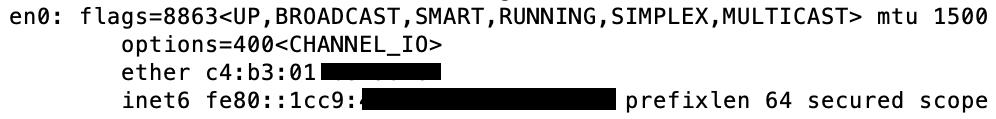 en0: flags=8863<UP,BROADCAST,SMART,RUNNING,SIMPLEX,MULTICAST> mtu 1500
options=400<CHANNEL_IO>
ether c4:b3:01
inet6 fe80::1cc9: prefixlen 64 secured scope